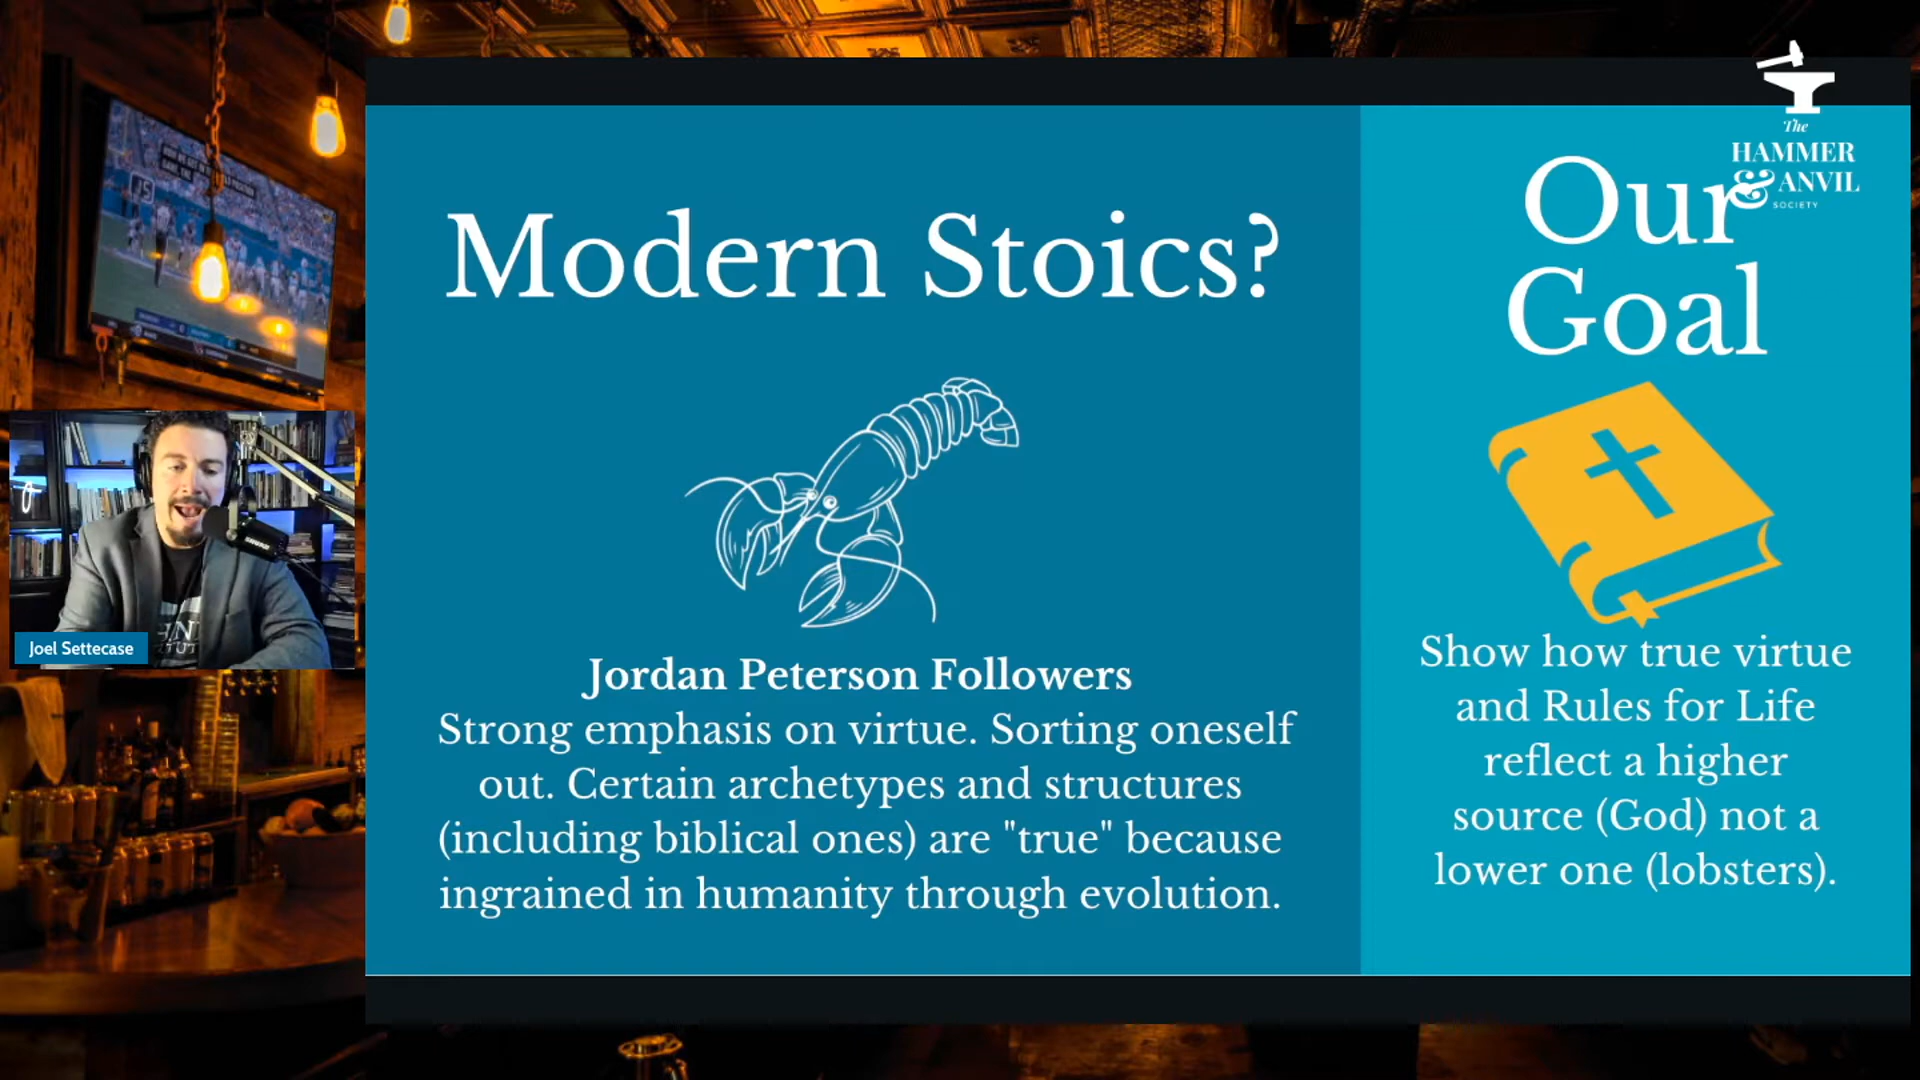 The
HAMMER
& ANVIL
SOCIETY
Modern Stoics?
Our
Goal
Jordan Peterson Followers
Strong emphasis on virtue. Sorting oneself
out. Certain archetypes and structures
(including biblical ones) are "true" because
ingrained in humanity through evolution.
Show how true virtue
and Rules for Life
reflect a higher
source (God) not a
lower one (lobsters).
Joel Settecase
SHURE
15